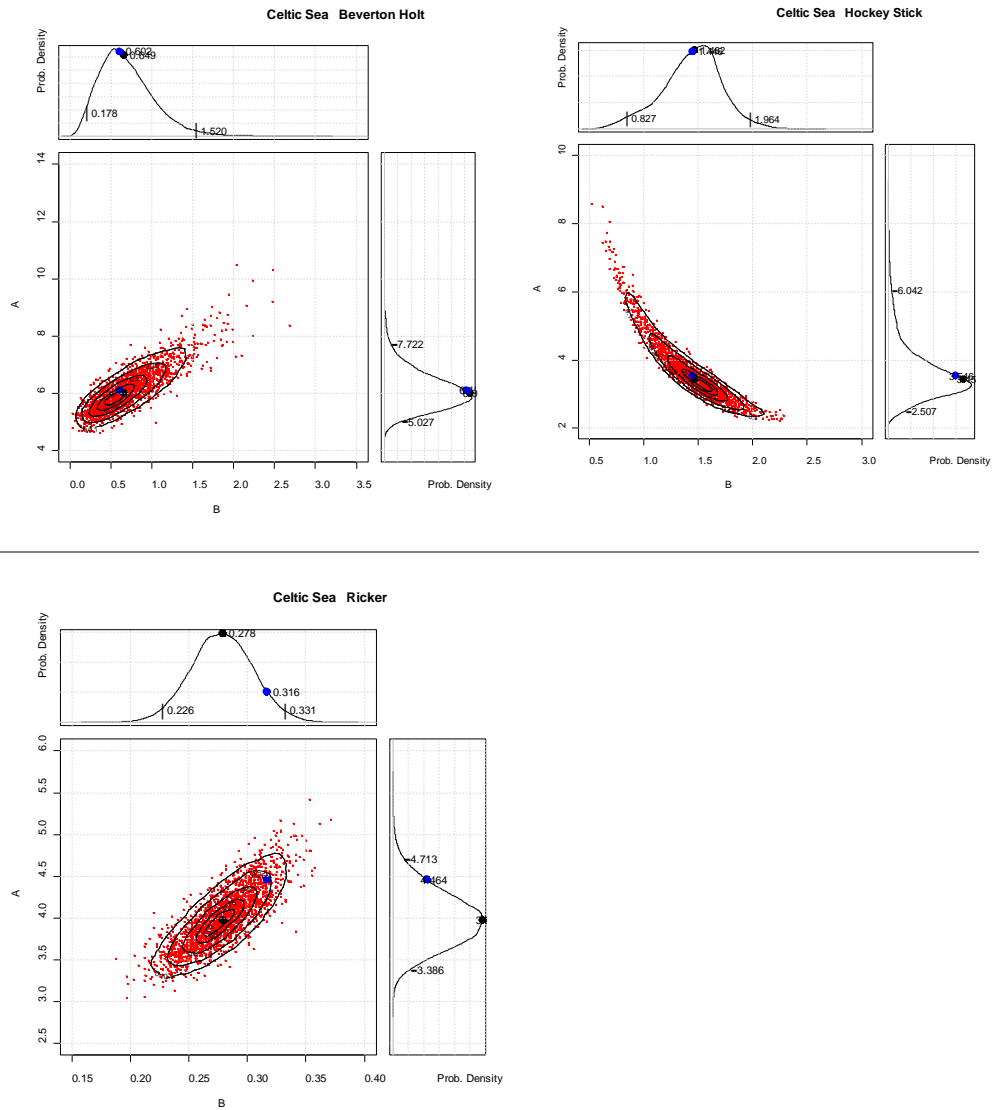 Celtic Sea   Beverton Holt
Prob. Density
0.602
0.649
0.178
1.520
A
14
12
10
8
6
4
7.722
5.027
0.0 0.5 1.0 1.5 2.0 2.5 3.0 3.5
Prob. Density
B
Celtic Sea   Hockey Stick
Prob. Density
0.827
1.964
A
10
8
6
4
2
6.042
2.507
0.5 1.0 1.5 2.0 2.5 3.0
Prob. Density
B
Celtic Sea   Ricker
Prob. Density
0.278
0.316
0.226
0.331
A
6.0
5.5
5.0
4.5
4.0
3.5
3.0
2.5
4.713
4.464
3.386
0.15 0.20 0.25 0.30 0.35 0.40
Prob. Density
B